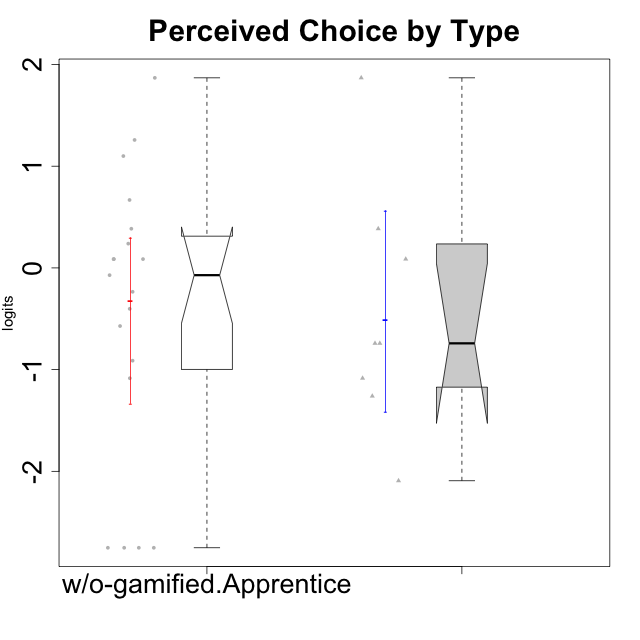 Perceived Choice by Type
2
1
0
-1
-2
logits
w/o-gamified.Apprentice